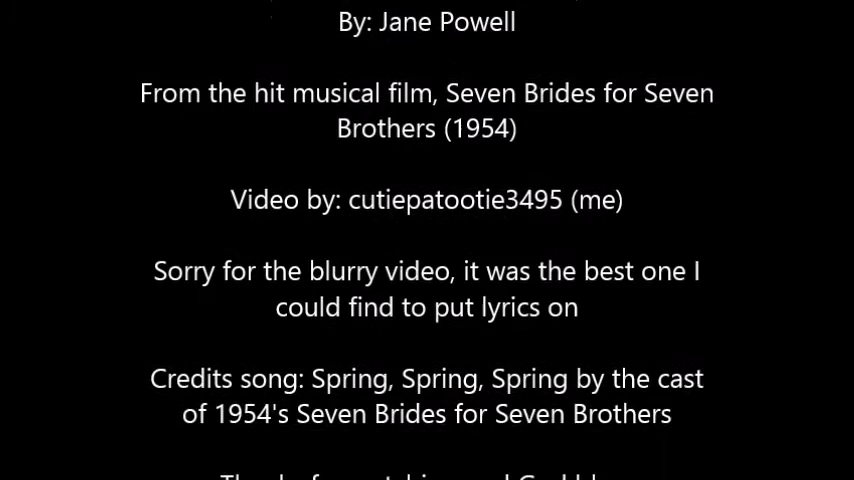 By: Jane Powell
From the hit musical film, Seven Brides for Seven
Brothers (1954)
Video by: cutiepatootie3495 (me)
Sorry for the blurry video, it was the best one I
could find to put lyrics on
Credits song: Spring, Spring, Spring by the cast
of 1954's Seven Brides for Seven Brothers